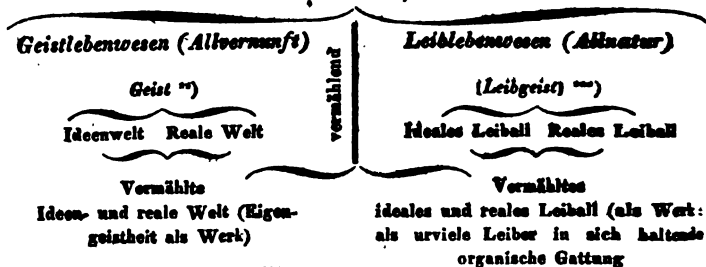 Geistlebenwesen (Allvernunft)
Geist **)
Ideenwelt Reale Welt
Vermählte
Ideen- und reale Welt (Eigen-
geistheit als Werk)
vermählend
Leiblebenwesen (Allnatur)
(Leibgeist) ***)
Ideales Leiball Reales Leiball
Vermähltes
ideales und reales Leiball (als Werk:
als urviele Leiber in sich haltende
organische Gattung